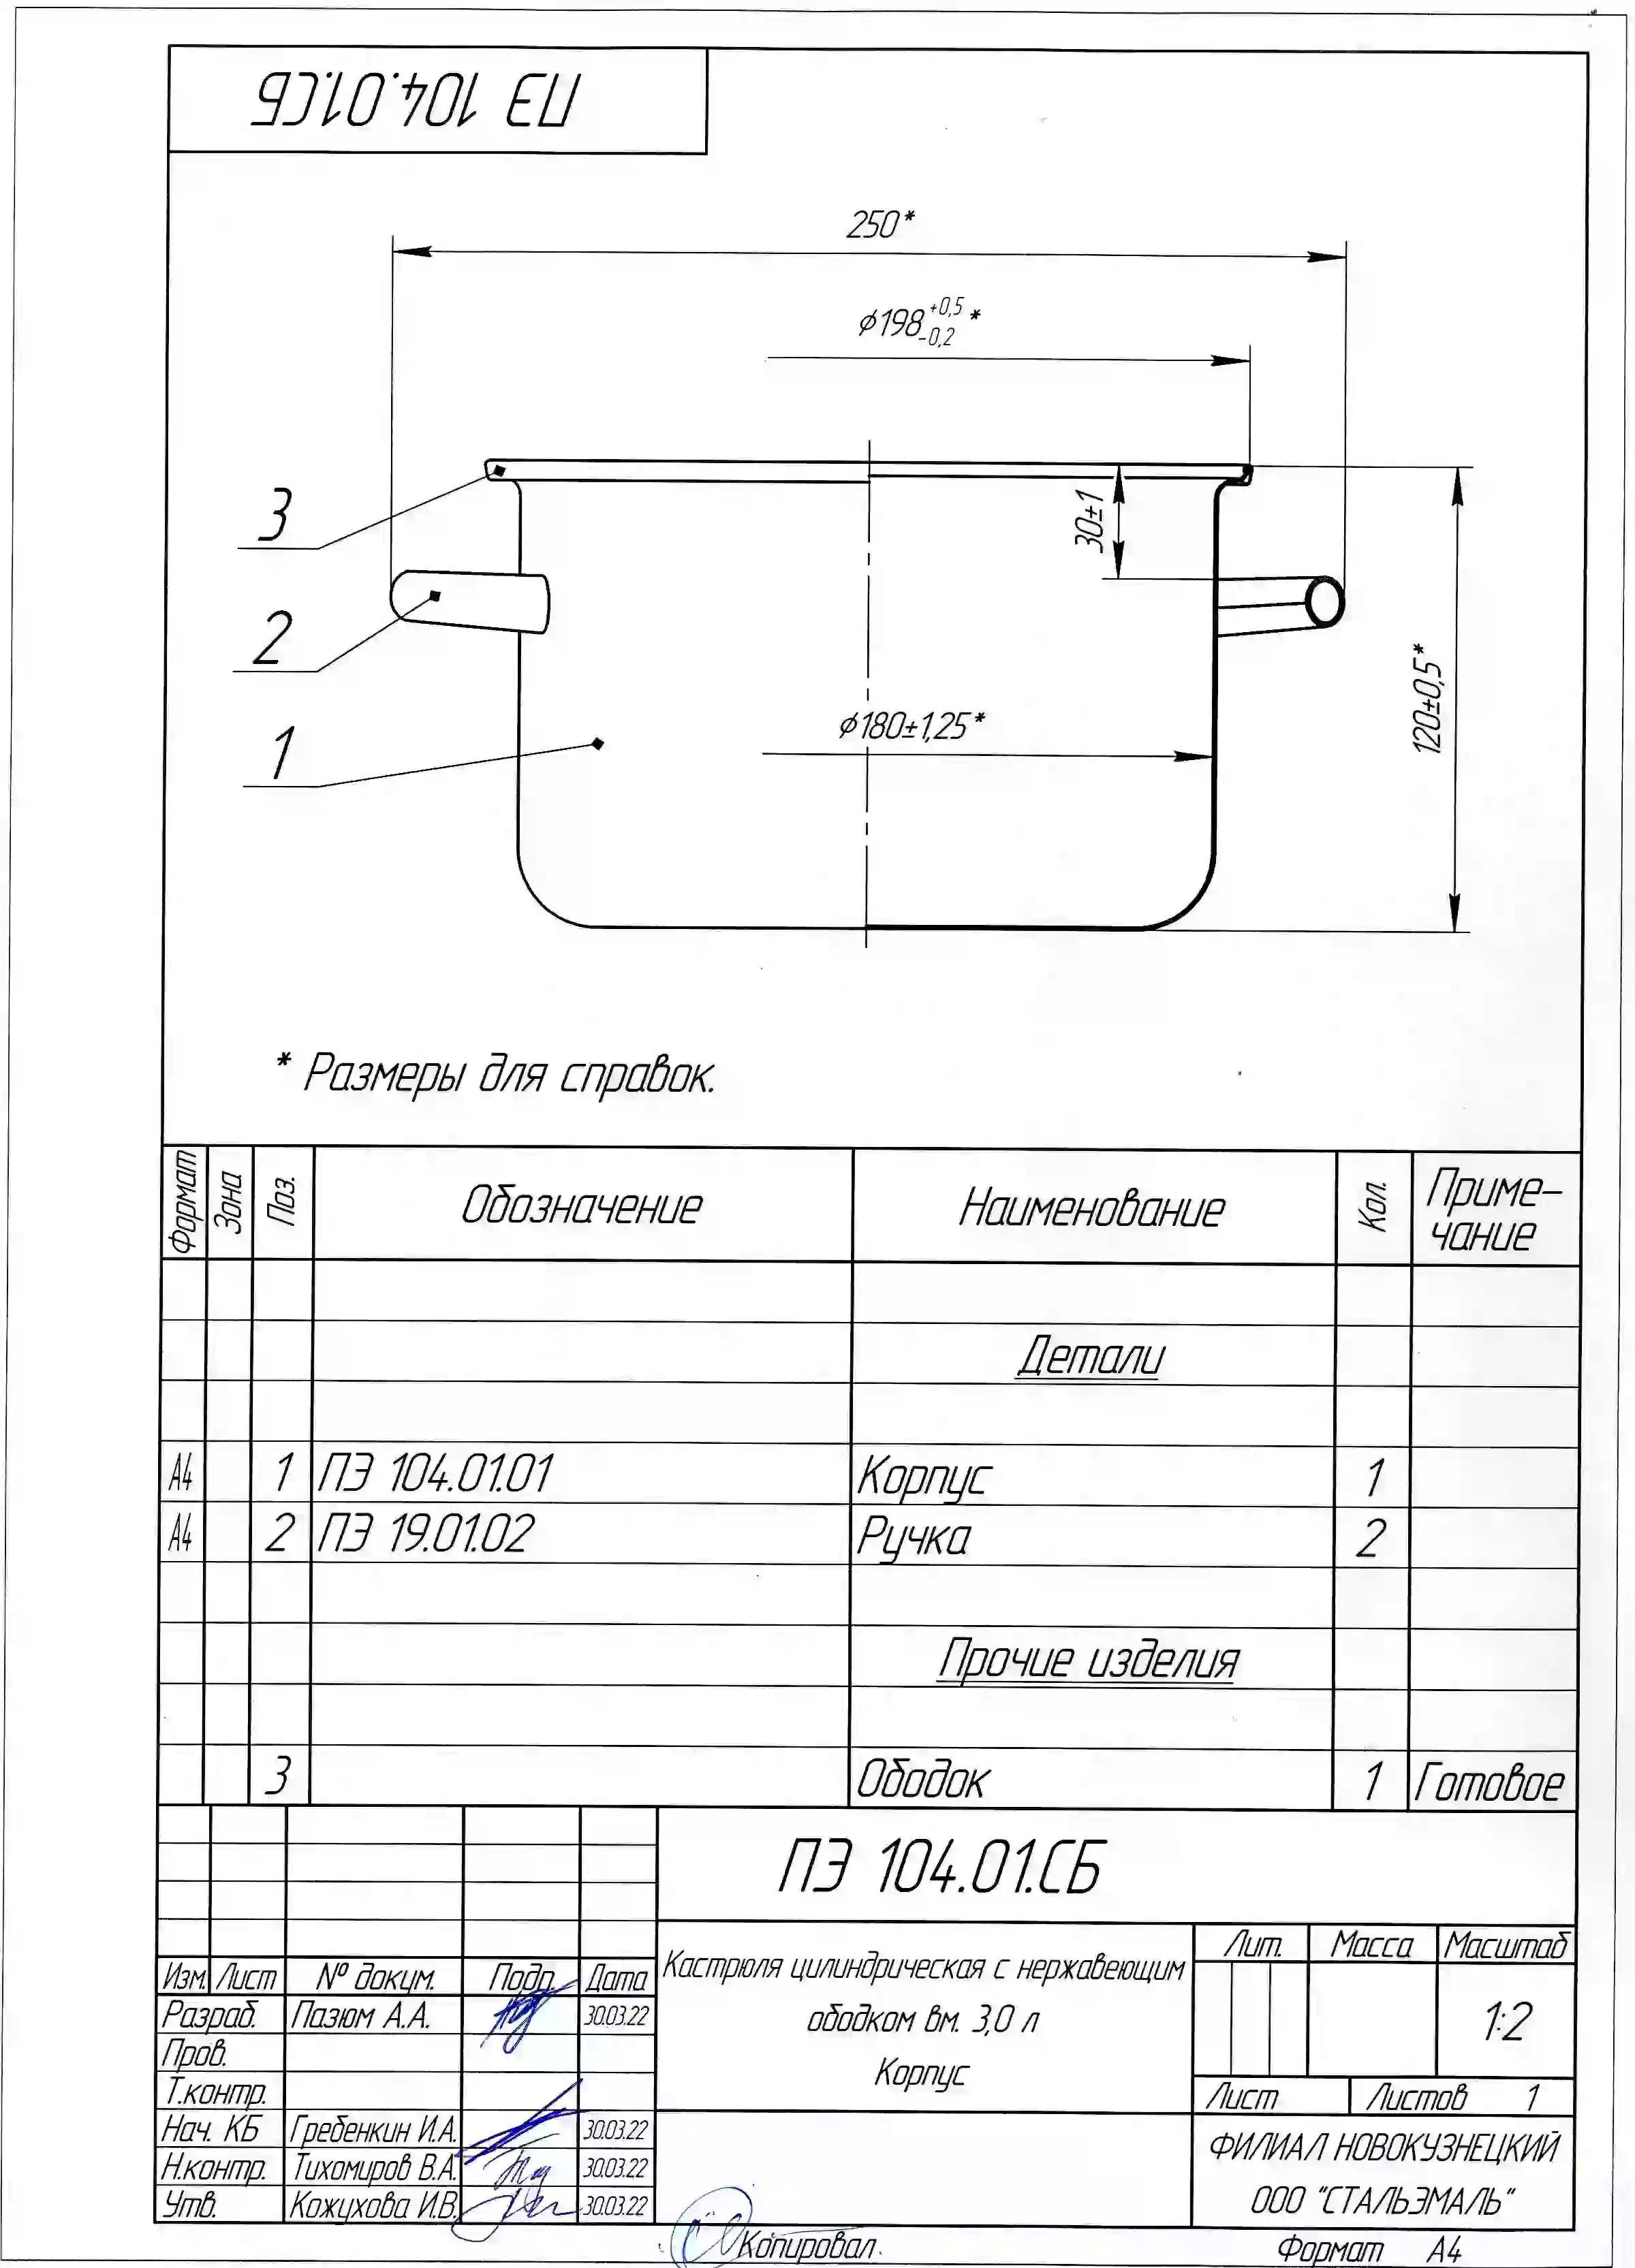 ПЭ 104.01.СБ
250*
⌀198 +0,5 -0,2 *
30±1
3
2
1
⌀180±1,25*
120±0,5*
* Размеры для справок.
Формат Зона Поз. Обозначение Наименование Кол. Приме-
чание
Детали
А4 1 ПЭ 104.01.01 Корпус 1
А4 2 ПЭ 19.01.02 Ручка 2
Прочие изделия
3 Ободок 1 Готовое
ПЭ 104.01.СБ
Изм. Лист № докум. Подп. Дата
Разраб. Пазюм А.А. 30.03.22
Пров.
Т.контр.
Нач. КБ Гребенкин И.А. 30.03.22
Н.контр. Тихомиров В.А. 30.03.22
Утв. Кожухова И.В. 30.03.22
Кастрюля цилиндрическая с нержавеющим
ободком вм. 3,0 л
Корпус
Лит. Масса Масштаб
1:2
Лист Листов 1
ФИЛИАЛ НОВОКУЗНЕЦКИЙ
ООО "СТАЛЬЭМАЛЬ"
Копировал Формат А4